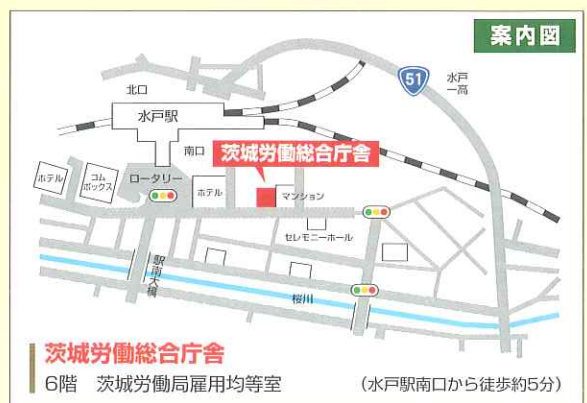 案内図
51
水戸
一高
北口
水戸駅
南口
茨城労働総合庁舎
ホテル
コム
ボックス
ロータリー
ホテル
マンション
セレモニーホール
駅南大橋
桜川
茨城労働総合庁舎
6階 茨城労働局雇用均等室
(水戸駅南口から徒歩約5分)